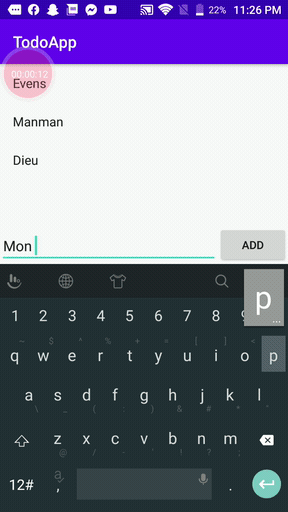 22% 11:26 PM
TodoApp
00:00:12
Evens
Manman
Dieu
Mon
ADD
p
...
1 2 3 4 5 6 7 8 9
q w e r t y u i o p
a s d f g h j k l
z x c v b n m
12# , .